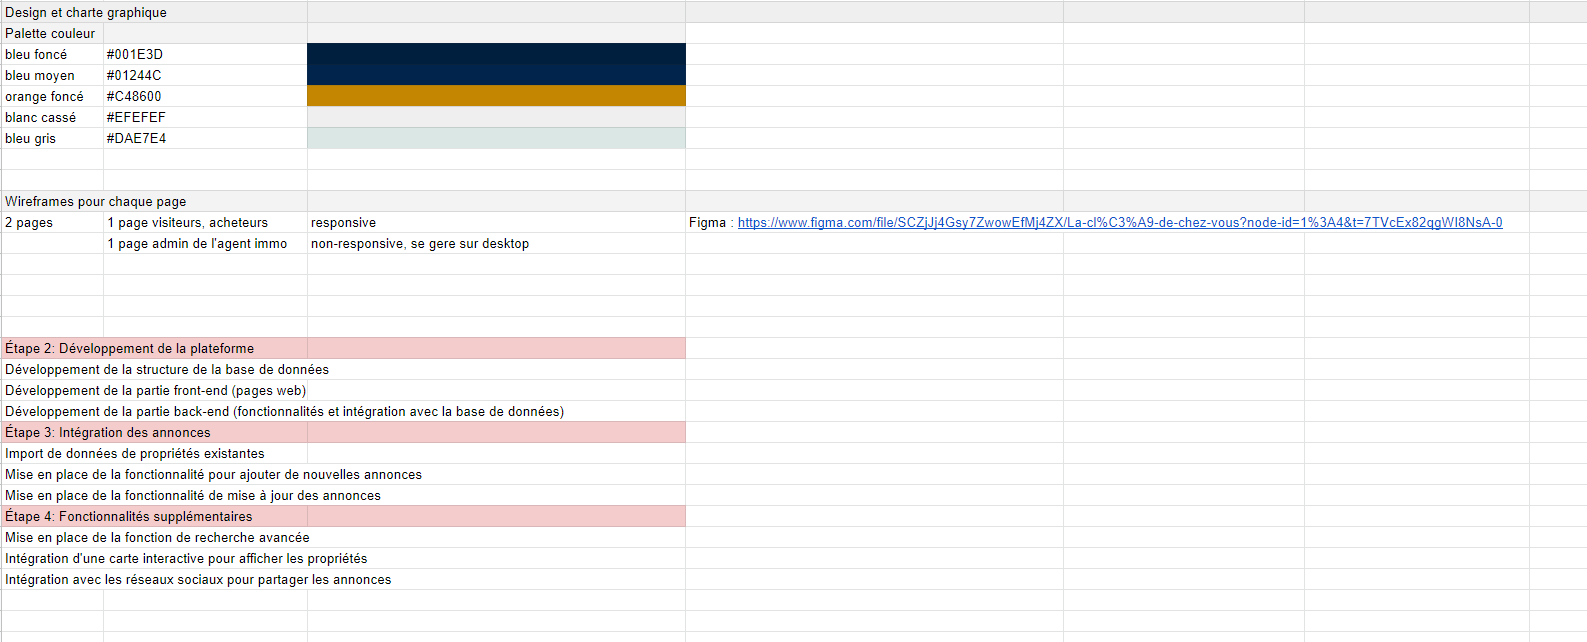 Design et charte graphique
Palette couleur
bleu foncé #001E3D
bleu moyen #01244C
orange foncé #C48600
blanc cassé #EFEFEF
bleu gris #DAE7E4
Wireframes pour chaque page
2 pages 1 page visiteurs, acheteurs responsive Figma : https://www.figma.com/file/SCZjJj4Gsy7ZwowEfMj4ZX/La-cl%C3%A9-de-chez-vous?node-id=1%3A4&t=7TVcEx82qgWI8NsA-0
1 page admin de l'agent immo non-responsive, se gere sur desktop
Étape 2: Développement de la plateforme
Développement de la structure de la base de données
Développement de la partie front-end (pages web)
Développement de la partie back-end (fonctionnalités et intégration avec la base de données)
Étape 3: Intégration des annonces
Import de données de propriétés existantes
Mise en place de la fonctionnalité pour ajouter de nouvelles annonces
Mise en place de la fonctionnalité de mise à jour des annonces
Étape 4: Fonctionnalités supplémentaires
Mise en place de la fonction de recherche avancée
Intégration d'une carte interactive pour afficher les propriétés
Intégration avec les réseaux sociaux pour partager les annonces